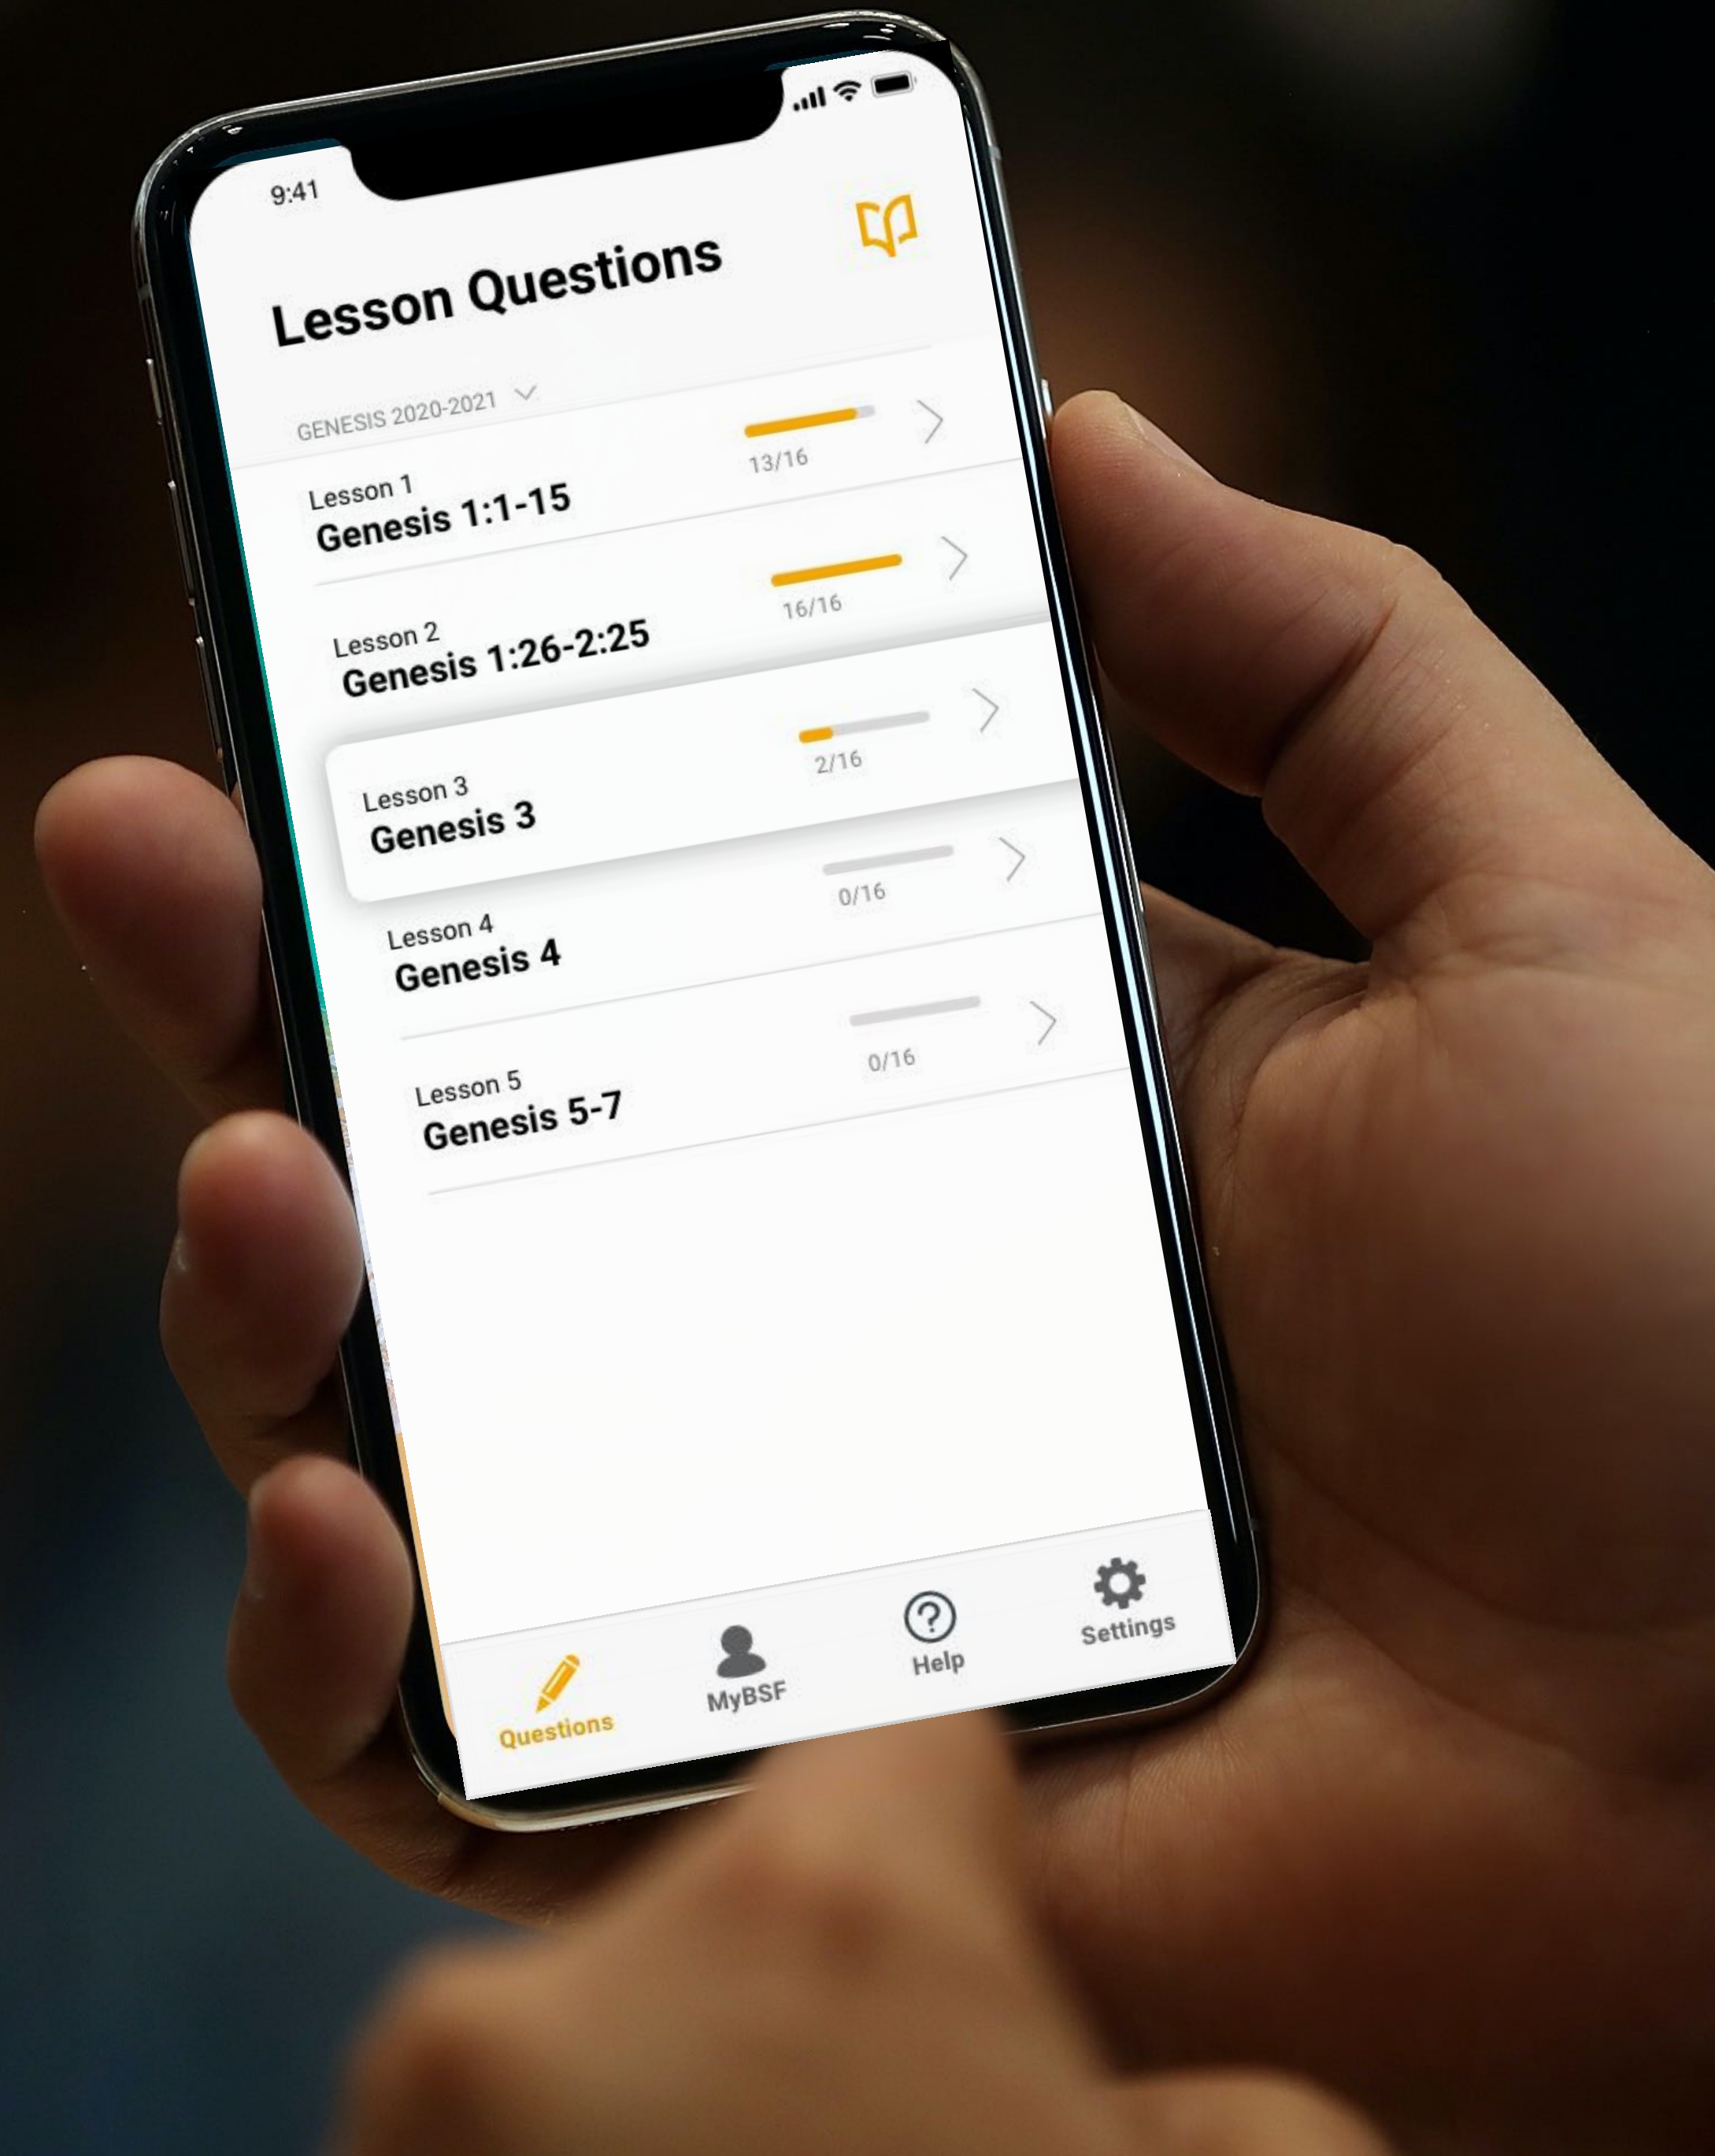 9:41
Lesson Questions
GENESIS 2020-2021
Lesson 1
Genesis 1:1-15
13/16
Lesson 2
Genesis 1:26-2:25
16/16
Lesson 3
Genesis 3
2/16
Lesson 4
Genesis 4
0/16
Lesson 5
Genesis 5-7
0/16
Questions
MyBSF
Help
Settings